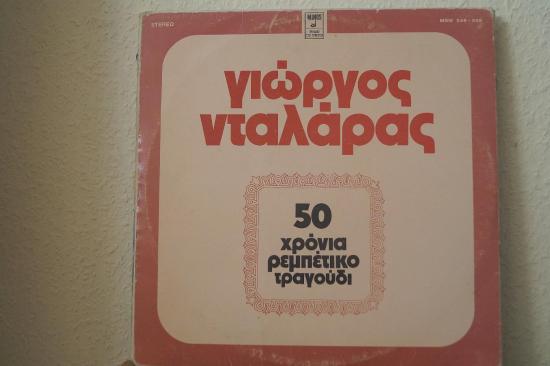 STEREO
MINOS
γιώργος
νταλάρας
50
χρόνια
ρεμπέτικο
τραγούδι